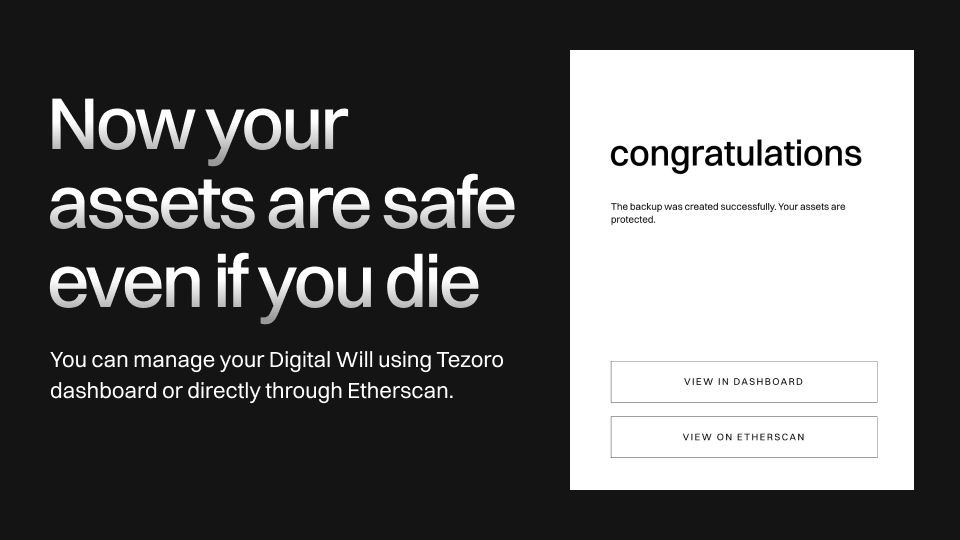 Now your
assets are safe
even if you die
You can manage your Digital Will using Tezoro
dashboard or directly through Etherscan.
congratulations
The backup was created successfully. Your assets are
protected.
VIEW IN DASHBOARD
VIEW ON ETHERSCAN